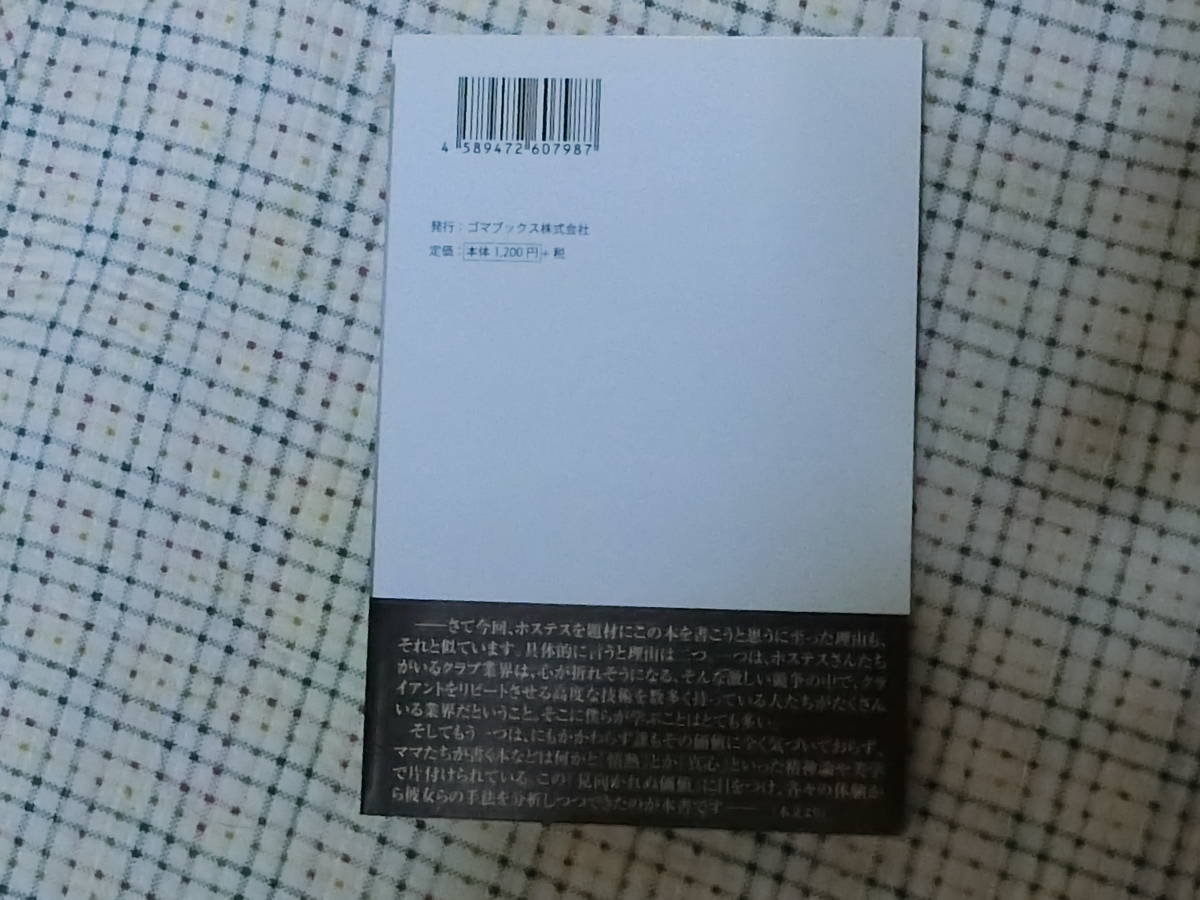 4 589472 607987
発行：ゴマブックス株式会社
定価：本体 1,200 円 + 税
――さて今回、ホステスを題材にこの本を書こうと思うに至った理由も、
それと似ています。具体的に言うと理由は二つ。一つは、ホステスさんたち
がいるクラブ業界は、心が折れそうになる、そんな激しい競争の中で、クラ
イアントをリピートさせる高度な技術を数多く持っている人たちがたくさん
いる業界だということ。そこに僕らが学ぶことはとても多い。
そしてもう一つは、にもかかわらず誰もその価値に全く気づいておらず、
ママたちが書く本などは何かと「情熱」とか「真心」といった精神論や美学
で片付けられている。この「見向かれぬ価値」に目をつけ、各々の体験か
ら彼女らの手法を分析しつつできたのが本書です――（本文より）